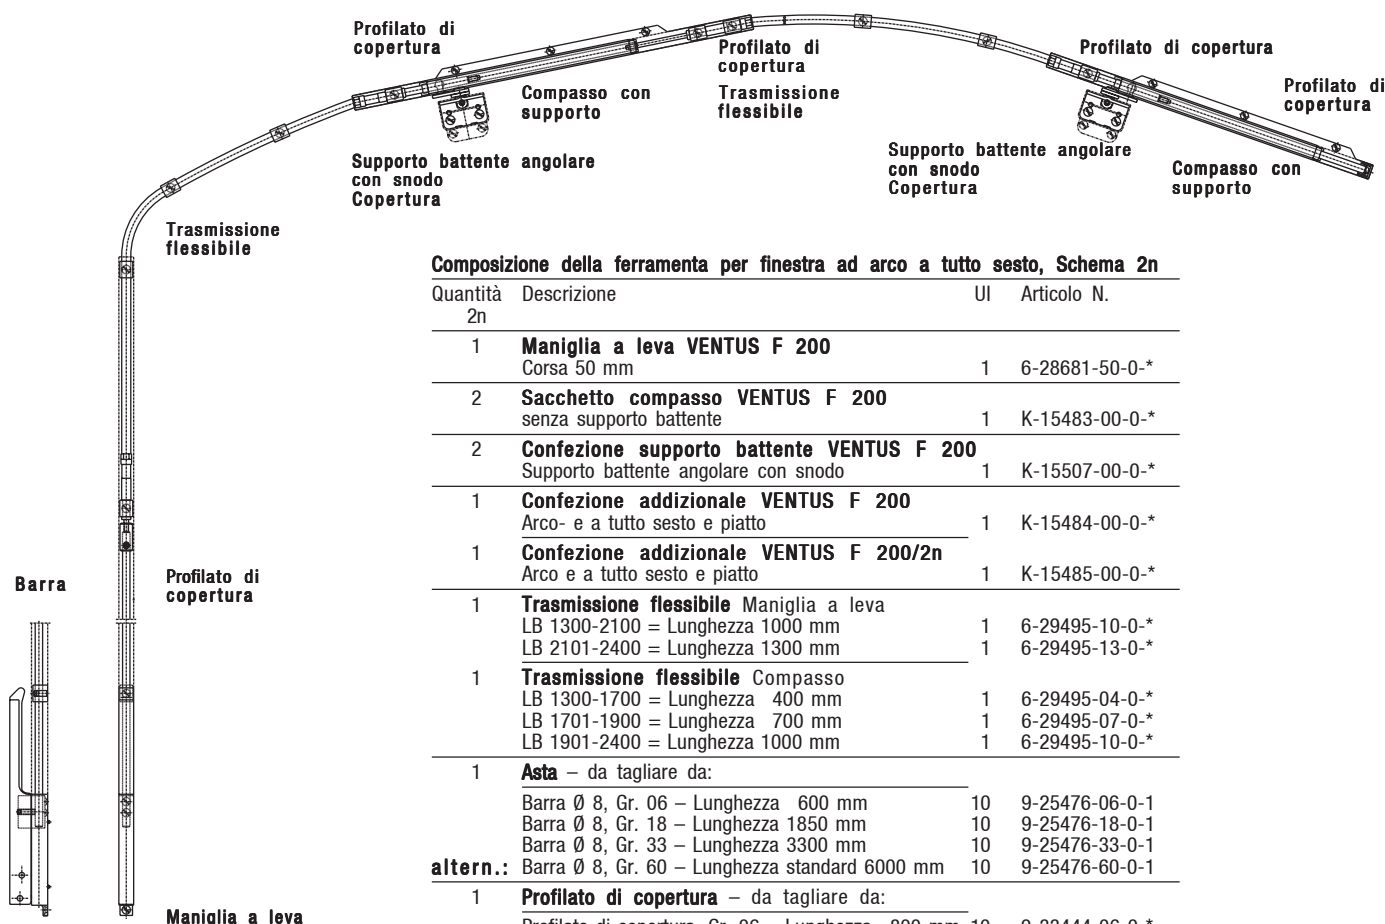 Profilato di
copertura
Profilato di
copertura
Trasmissione
flessibile
Profilato di copertura
Profilato di
copertura
Compasso con
supporto
Supporto battente angolare
con snodo
Copertura
Supporto battente angolare
con snodo
Copertura
Compasso con
supporto
Trasmissione
flessibile
Barra
Profilato di
copertura
Maniglia a leva
Composizione della ferramenta per finestra ad arco a tutto sesto, Schema 2n
Quantità Descrizione UI Articolo N.
2n
1 Maniglia a leva VENTUS F 200
Corsa 50 mm 1 6-28681-50-0-*
2 Sacchetto compasso VENTUS F 200
senza supporto battente 1 K-15483-00-0-*
2 Confezione supporto battente VENTUS F 200
Supporto battente angolare con snodo 1 K-15507-00-0-*
1 Confezione addizionale VENTUS F 200
Arco- e a tutto sesto e piatto 1 K-15484-00-0-*
1 Confezione addizionale VENTUS F 200/2n
Arco e a tutto sesto e piatto 1 K-15485-00-0-*
1 Trasmissione flessibile Maniglia a leva
LB 1300-2100 = Lunghezza 1000 mm 1 6-29495-10-0-*
LB 2101-2400 = Lunghezza 1300 mm 1 6-29495-13-0-*
1 Trasmissione flessibile Compasso
LB 1300-1700 = Lunghezza 400 mm 1 6-29495-04-0-*
LB 1701-1900 = Lunghezza 700 mm 1 6-29495-07-0-*
LB 1901-2400 = Lunghezza 1000 mm 1 6-29495-10-0-*
1 Asta – da tagliare da:
Barra Ø 8, Gr. 06 – Lunghezza 600 mm 10 9-25476-06-0-1
Barra Ø 8, Gr. 18 – Lunghezza 1850 mm 10 9-25476-18-0-1
Barra Ø 8, Gr. 33 – Lunghezza 3300 mm 10 9-25476-33-0-1
altern.: Barra Ø 8, Gr. 60 – Lunghezza standard 6000 mm 10 9-25476-60-0-1
1 Profilato di copertura – da tagliare da: